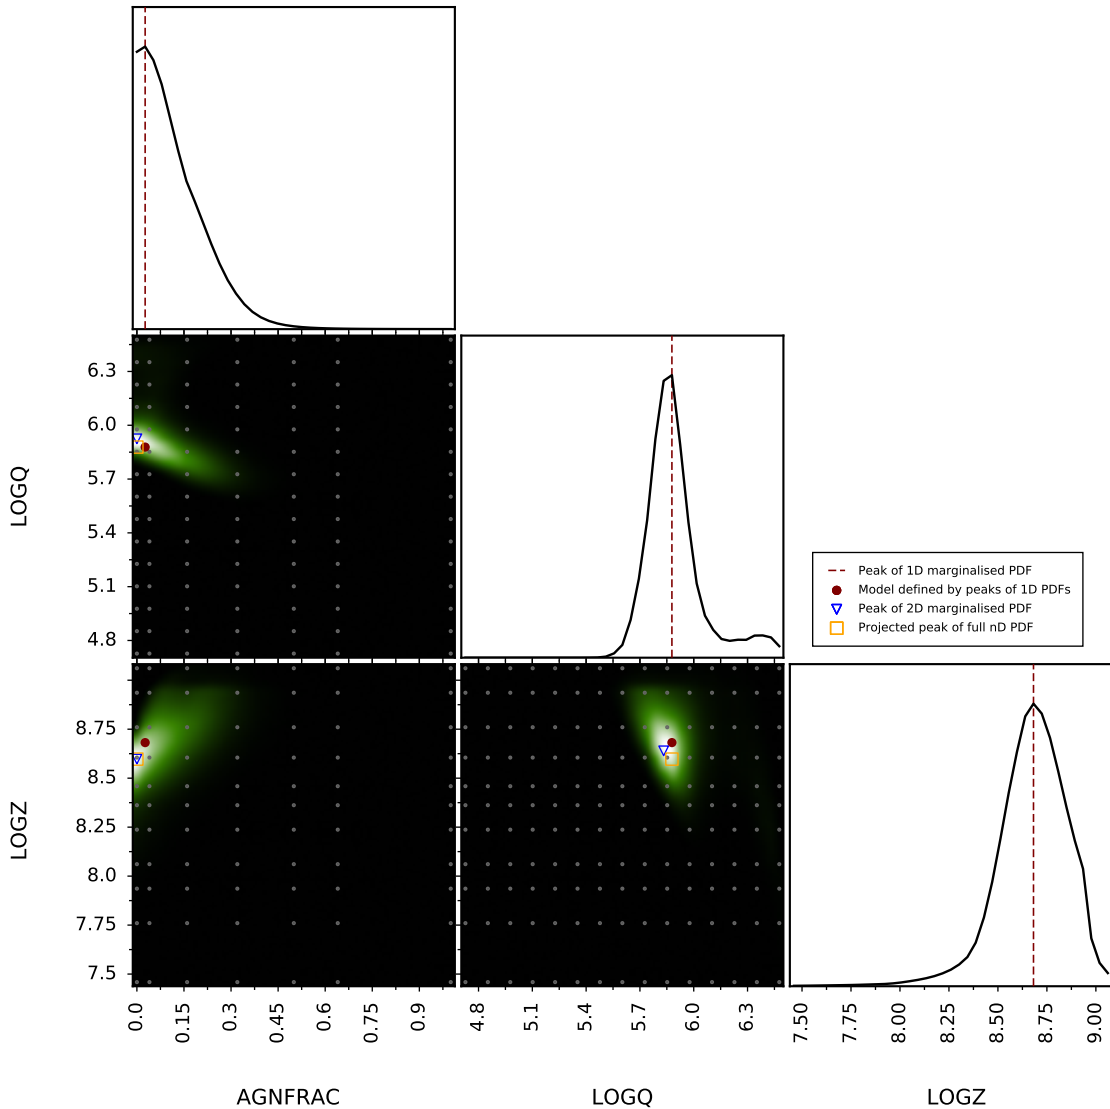 6.3
6.0
5.7
5.4
5.1
4.8
LOGQ
Peak of 1D marginalised PDF
Model defined by peaks of 1D PDFs
Peak of 2D marginalised PDF
Projected peak of full nD PDF
8.75
8.5
8.25
8.0
7.75
7.5
LOGZ
0.0 0.15 0.3 0.45 0.6 0.75 0.9
4.8 5.1 5.4 5.7 6.0 6.3
7.50 7.75 8.00 8.25 8.50 8.75 9.00
AGNFRAC LOGQ LOGZ